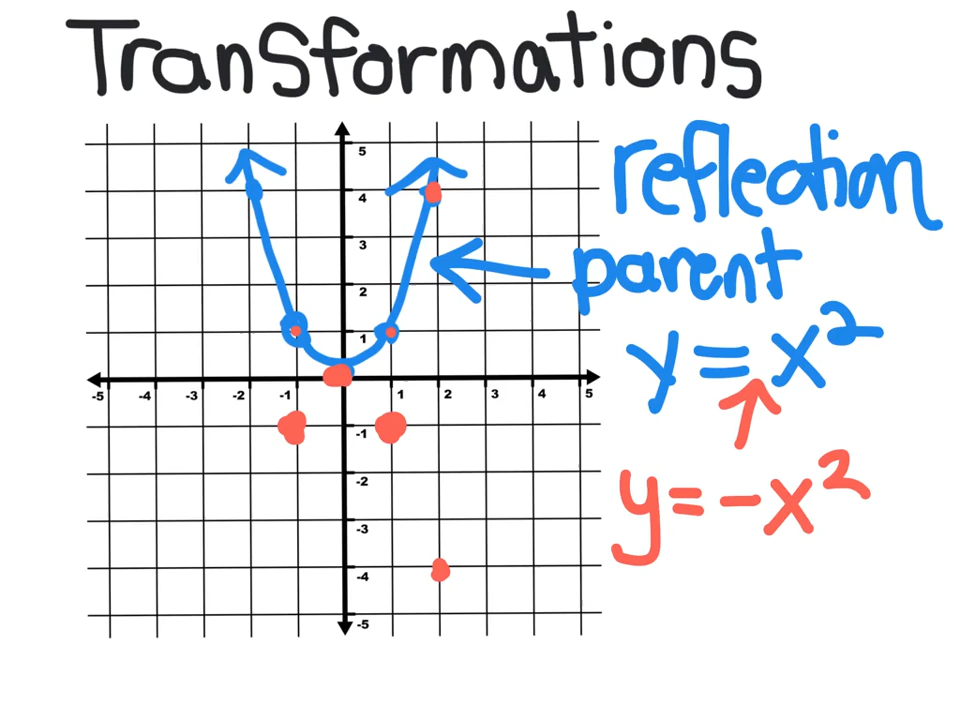 Transformations
reflection
parent
y = x²
y = -x²
5
4
3
2
1
-5 -4 -3 -2 -1 1 2 3 4 5
-1
-2
-3
-4
-5